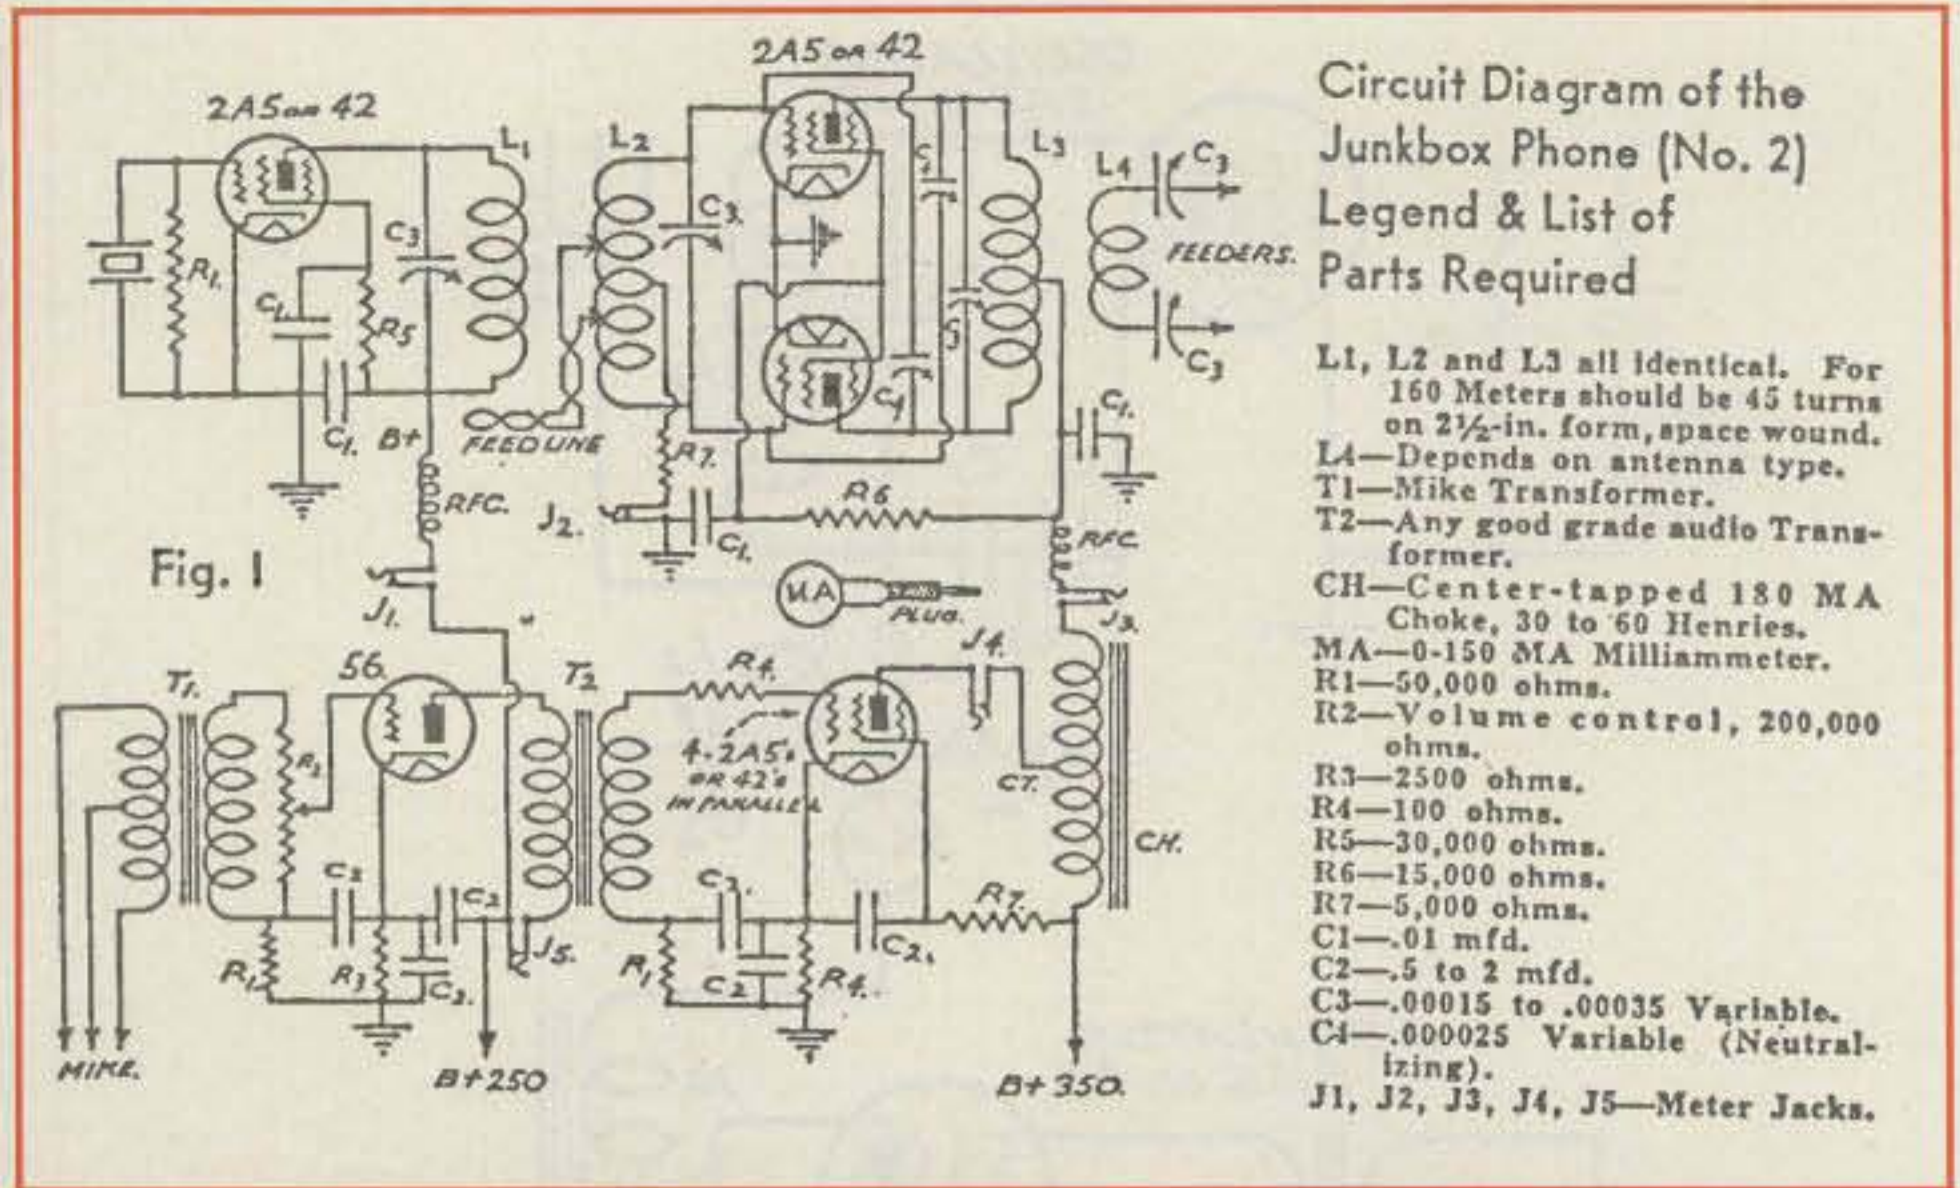 2A5 OR 42
2A5 OR 42
L1
L2
L3
L4
C3
FEEDERS.
C3
R1.
C1.
R5
C3
C1.
B+
FEED LINE
C3.
C4
C4
C3
R7.
R6
C1.
J2.
C1.
RFC.
RFC
Fig. 1
J1.
M.A
PLUG.
J3.
J4.
T1.
56.
T2
R4.
R2
4-2A5's
OR 42's
IN PARALLEL
CT.
CH.
C2
C2
J5.
C2.
R7.
R1
R3
C2.
R1
C2
R4.
C2.
MIKE.
B+250
B+350.
Circuit Diagram of the
Junkbox Phone (No. 2)
Legend & List of
Parts Required
L1, L2 and L3 all identical. For
160 Meters should be 45 turns
on 2½-in. form, space wound.
L4—Depends on antenna type.
T1—Mike Transformer.
T2—Any good grade audio Trans-
former.
CH—Center-tapped 180 MA
Choke, 30 to 60 Henries.
MA—0-150 MA Milliammeter.
R1—50,000 ohms.
R2—Volume control, 200,000
ohms.
R3—2500 ohms.
R4—100 ohms.
R5—30,000 ohms.
R6—15,000 ohms.
R7—5,000 ohms.
C1—.01 mfd.
C2—.5 to 2 mfd.
C3—.00015 to .00035 Variable.
C4—.000025 Variable (Neutral-
izing).
J1, J2, J3, J4, J5—Meter Jacks.